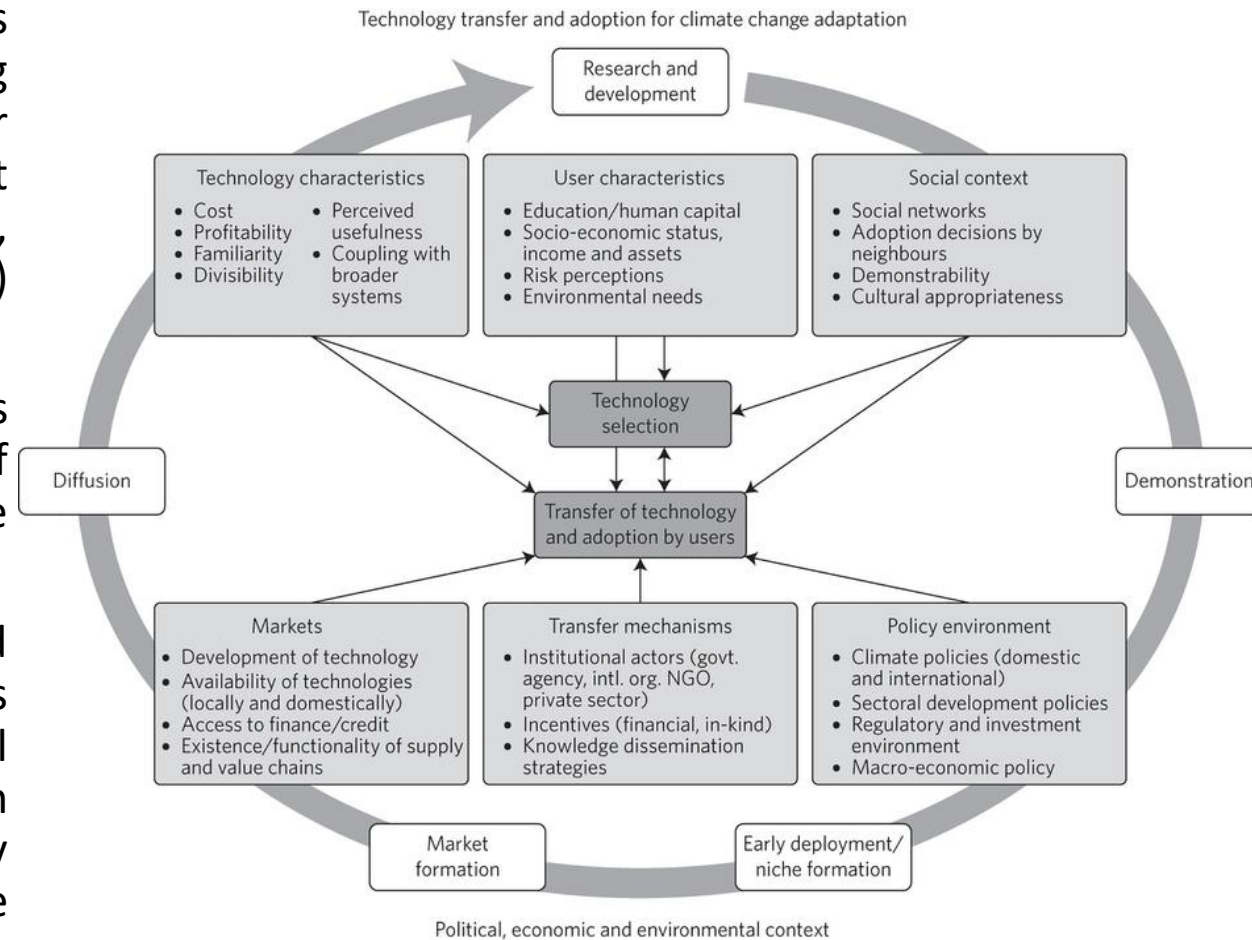 Technology transfer and adoption for climate change adaptation
Research and
development
Technology characteristics
• Cost
• Profitability
• Familiarity
• Divisibility
• Perceived
usefulness
• Coupling with
broader
systems
User characteristics
• Education/human capital
• Socio-economic status,
income and assets
• Risk perceptions
• Environmental needs
Social context
• Social networks
• Adoption decisions by
neighbours
• Demonstrability
• Cultural appropriateness
Technology
selection
Diffusion
Demonstration
Transfer of technology
and adoption by users
Markets
• Development of technology
• Availability of technologies
(locally and domestically)
• Access to finance/credit
• Existence/functionality of supply
and value chains
Transfer mechanisms
• Institutional actors (govt.
agency, intl. org. NGO,
private sector)
• Incentives (financial, in-kind)
• Knowledge dissemination
strategies
Policy environment
• Climate policies (domestic
and international)
• Sectoral development policies
• Regulatory and investment
environment
• Macro-economic policy
Market
formation
Early deployment/
niche formation
Political, economic and environmental context